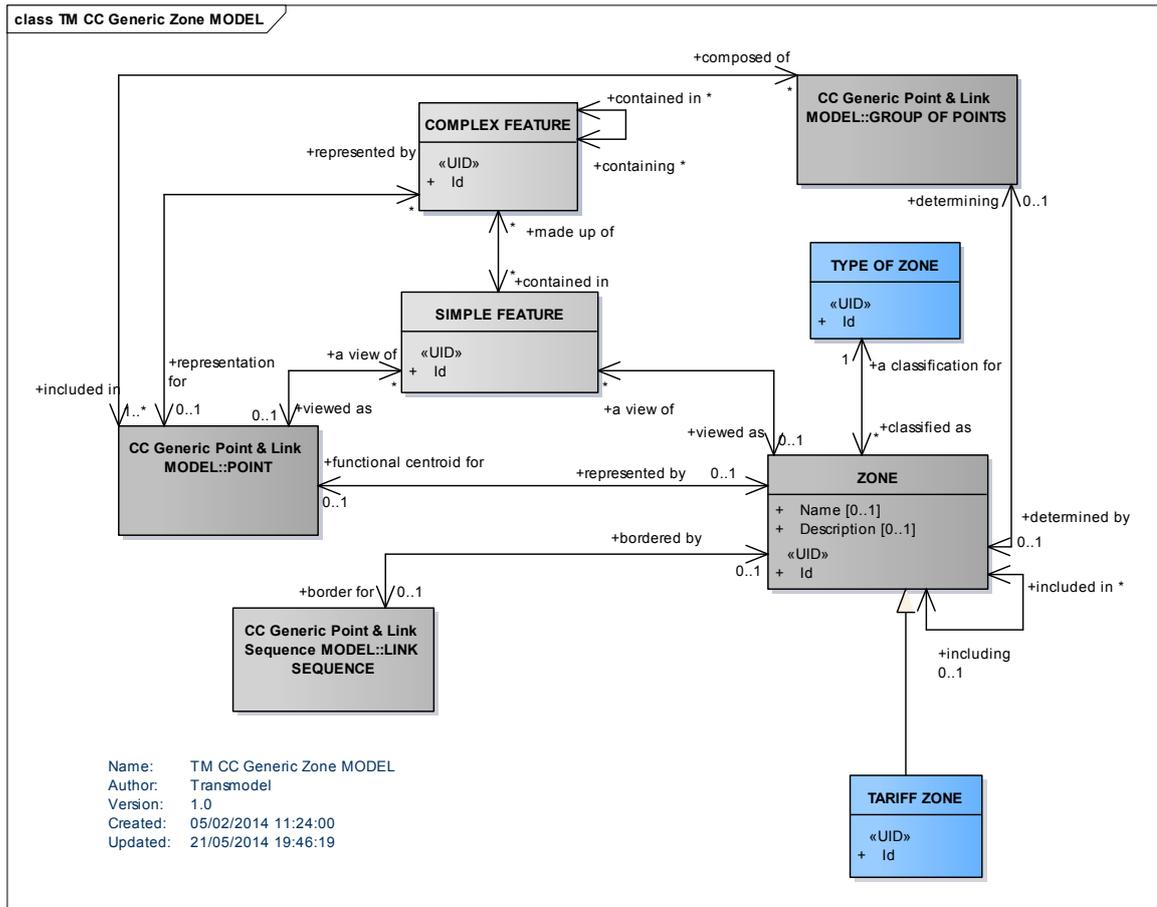 class TM CC Generic Zone MODEL
+composed of
*
CC Generic Point & Link
MODEL::GROUP OF POINTS
+contained in *
COMPLEX FEATURE
+containing *
+represented by
«UID»
+ Id
*
+determining
0..1
*
+made up of
TYPE OF ZONE
«UID»
+ Id
*
+contained in
SIMPLE FEATURE
«UID»
+ Id
+a view of
*
+representation
for
1
+a classification for
+included in
1..*
0..1
0..1
+viewed as
*
+a view of
+viewed as
0..1
*
+classified as
CC Generic Point & Link
MODEL::POINT
+functional centroid for
0..1
+represented by
0..1
ZONE
+ Name [0..1]
+ Description [0..1]
«UID»
+ Id
+determined by
0..1
+bordered by
0..1
+border for
0..1
+included in *
CC Generic Point & Link
Sequence MODEL::LINK
SEQUENCE
+including
0..1
Name: TM CC Generic Zone MODEL
Author: Transmodel
Version: 1.0
Created: 05/02/2014 11:24:00
Updated: 21/05/2014 19:46:19
TARIFF ZONE
«UID»
+ Id